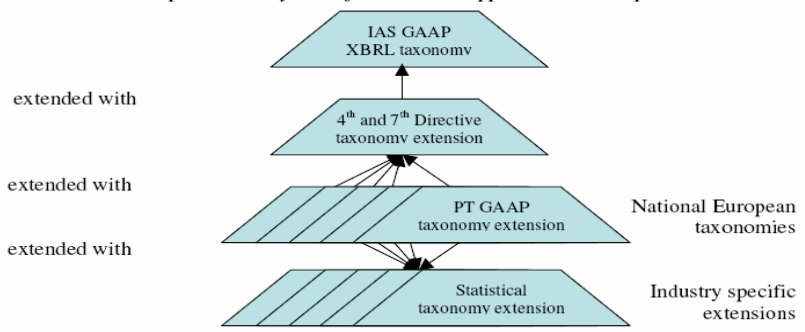 IAS GAAP
XBRL taxonomy
extended with
4th and 7th Directive
taxonomy extension
extended with
PT GAAP
taxonomy extension
National European
taxonomies
extended with
Statistical
taxonomy extension
Industry specific
extensions